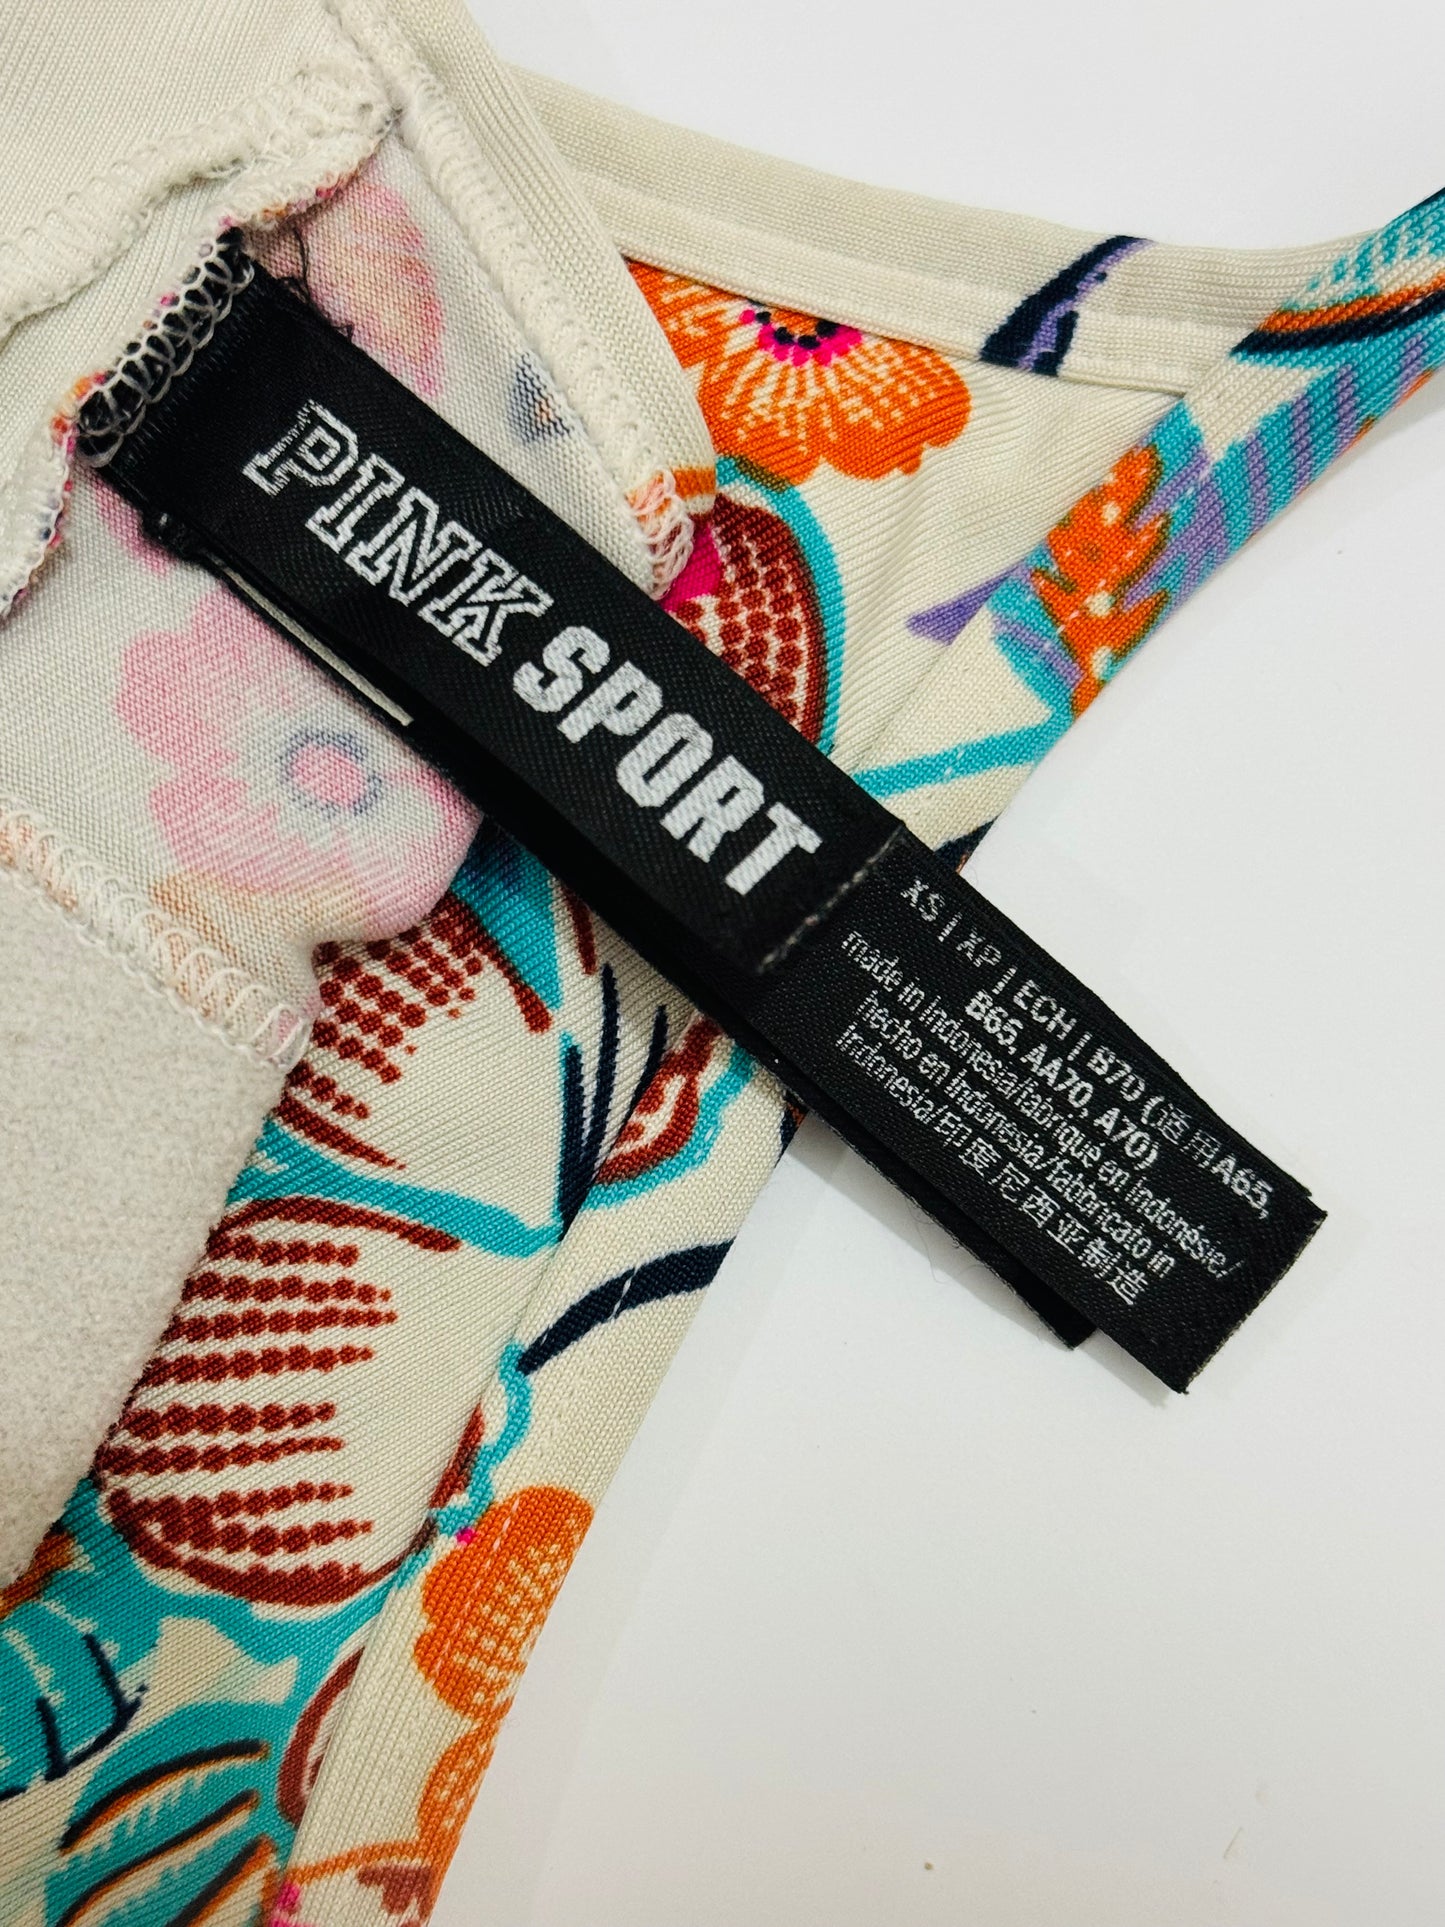 PINK SPORT
XS | XP | ECH | B70 (适用A65,
B65, AA70, A70)
made in Indonesia/fabriqué en Indonésie/
hecho en Indonesia/fabbricato in
Indonesia/印度尼西亚制造